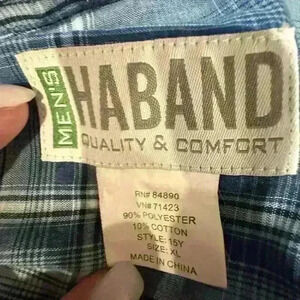 MEN'S
HABAND
QUALITY & COMFORT
RN# 84890
VN# 71423
90% POLYESTER
10% COTTON
STYLE: 15Y
SIZE: XL
MADE IN CHINA